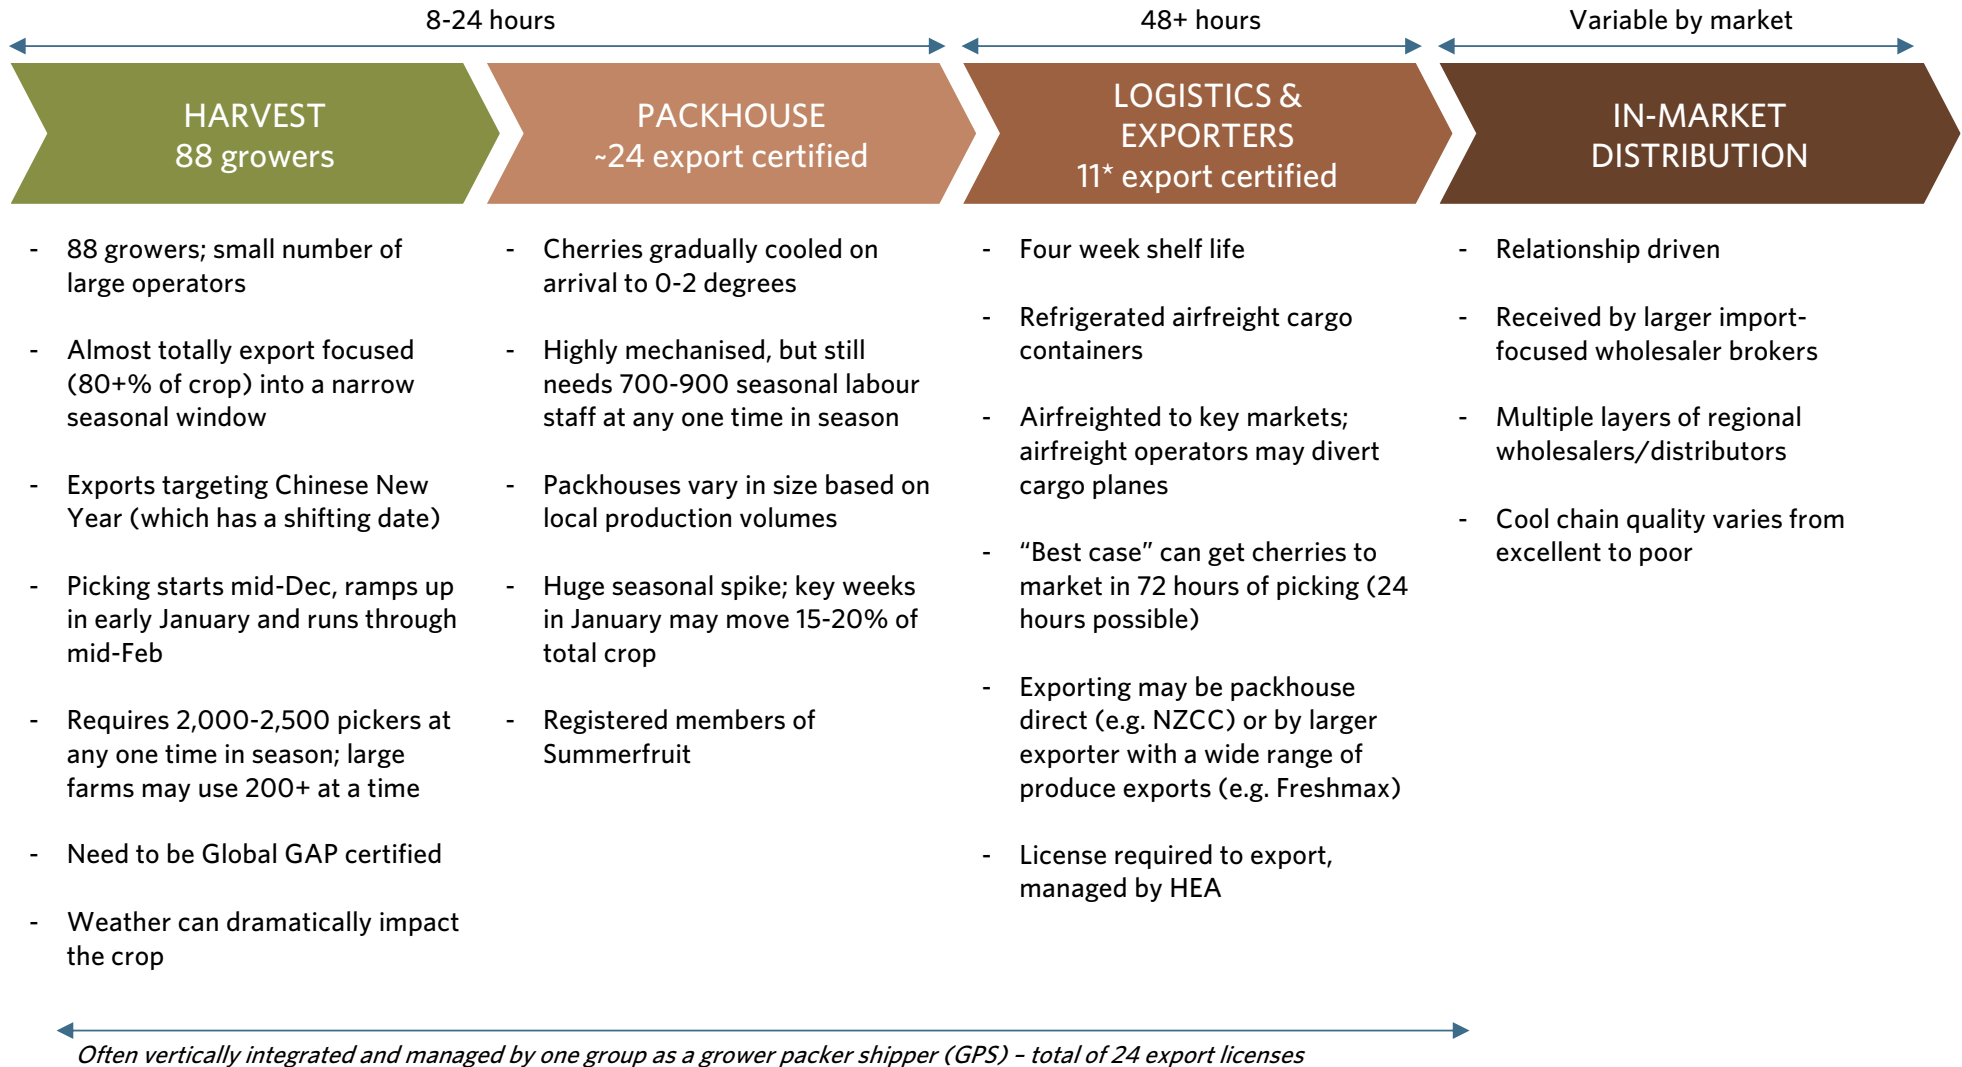 8-24 hours
48+ hours
Variable by market
HARVEST
88 growers
PACKHOUSE
~24 export certified
LOGISTICS &
EXPORTERS
11* export certified
IN-MARKET
DISTRIBUTION
- 88 growers; small number of
large operators
- Almost totally export focused
(80+% of crop) into a narrow
seasonal window
- Exports targeting Chinese New
Year (which has a shifting date)
- Picking starts mid-Dec, ramps up
in early January and runs through
mid-Feb
- Requires 2,000-2,500 pickers at
any one time in season; large
farms may use 200+ at a time
- Need to be Global GAP certified
- Weather can dramatically impact
the crop
- Cherries gradually cooled on
arrival to 0-2 degrees
- Highly mechanised, but still
needs 700-900 seasonal labour
staff at any one time in season
- Packhouses vary in size based on
local production volumes
- Huge seasonal spike; key weeks
in January may move 15-20% of
total crop
- Registered members of
Summerfruit
- Four week shelf life
- Refrigerated airfreight cargo
containers
- Airfreighted to key markets;
airfreight operators may divert
cargo planes
- “Best case” can get cherries to
market in 72 hours of picking (24
hours possible)
- Exporting may be packhouse
direct (e.g. NZCC) or by larger
exporter with a wide range of
produce exports (e.g. Freshmax)
- License required to export,
managed by HEA
- Relationship driven
- Received by larger import-
focused wholesaler brokers
- Multiple layers of regional
wholesalers/distributors
- Cool chain quality varies from
excellent to poor
Often vertically integrated and managed by one group as a grower packer shipper (GPS) – total of 24 export licenses